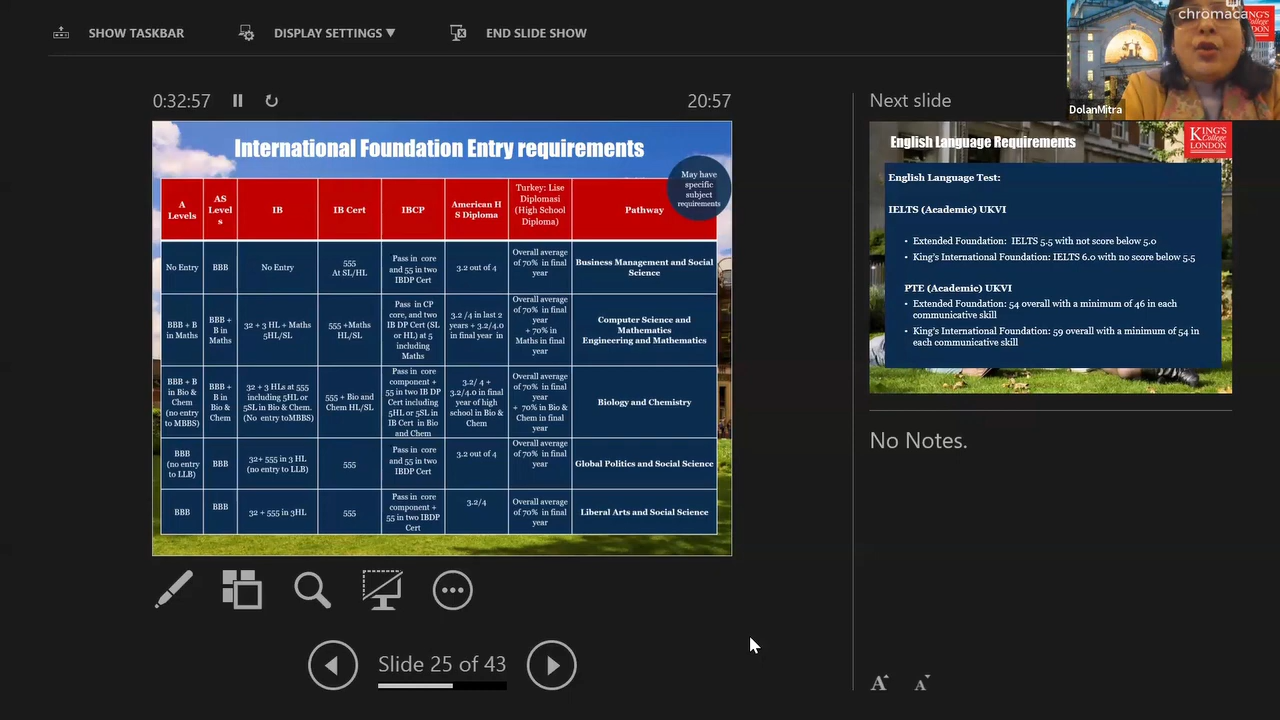 SHOW TASKBAR
DISPLAY SETTINGS ▼
END SLIDE SHOW
chromaca
KING'S
College
LONDON
DolanMitra
0:32:57
20:57
Next slide
International Foundation Entry requirements
May have
specific
subject
requirements
A
Levels
AS
Level
s
IB
IB Cert
IBCP
American H
S Diploma
Turkey: Lise
Diplomasi
(High School
Diploma)
Pathway
No Entry
BBB
No Entry
555
At SL/HL
Pass in core
and 55 in two
IBDP Cert
3.2 out of 4
Overall average
of 70% in final
year
Business Management and Social
Science
BBB + B
in Maths
BBB +
B in
Maths
32 + 3 HL + Maths
5HL/SL
555 +Maths
HL/SL
Pass in CP
core, and two
IB DP Cert (SL
or HL) at 5
including
Maths
3.2 /4 in last 2
years + 3.2/4.0
in final year in
Overall average
of 70% in final
year
+ 70% in
Maths in final
year
Computer Science and
Mathematics
Engineering and Mathematics
BBB + B
in Bio &
Chem
(no entry
to MBBS)
BBB +
B in
Bio &
Chem
32 + 3 HLs at 555
including 5HL or
5SL in Bio & Chem.
(No entry toMBBS)
555 + Bio and
Chem HL/SL
Pass in core
component +
55 in two IB DP
Cert including
5HL or 5SL in
IB Cert in Bio
and Chem
3.2/ 4 +
3.2/4.0 in final
year of high
school in Bio &
Chem
Overall average
of 70% in final
year
+ 70% in Bio &
Chem in final
year
Biology and Chemistry
BBB
(no entry
to LLB)
BBB
32+ 555 in 3 HL
(no entry to LLB)
555
Pass in core
and 55 in two
IBDP Cert
3.2 out of 4
Overall average
of 70% in final
year
Global Politics and Social Science
BBB
BBB
32 + 555 in 3HL
555
Pass in core
component +
55 in two IBDP
Cert
3.2/4
Overall average
of 70% in final
year
Liberal Arts and Social Science
English Language Requirements
KING'S
College
LONDON
English Language Test:
IELTS (Academic) UKVI
• Extended Foundation: IELTS 5.5 with not score below 5.0
• King's International Foundation: IELTS 6.0 with no score below 5.5
PTE (Academic) UKVI
• Extended Foundation: 54 overall with a minimum of 46 in each
communicative skill
• King's International Foundation: 59 overall with a minimum of 54 in
each communicative skill
No Notes.
Slide 25 of 43
A A